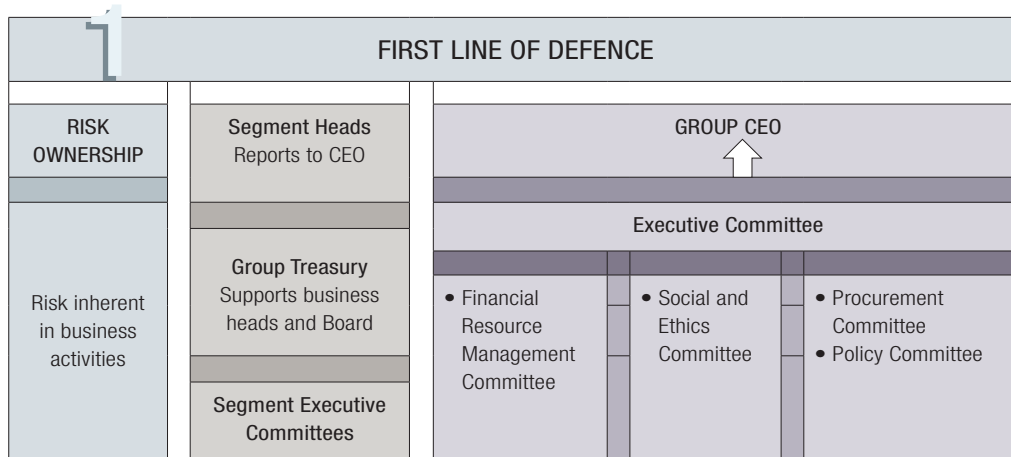 1
FIRST LINE OF DEFENCE
RISK
OWNERSHIP
Risk inherent
in business
activities
Segment Heads
Reports to CEO
Group Treasury
Supports business
heads and Board
Segment Executive
Committees
GROUP CEO
Executive Committee
• Financial
Resource
Management
Committee
• Social and
Ethics
Committee
• Procurement
Committee
• Policy Committee